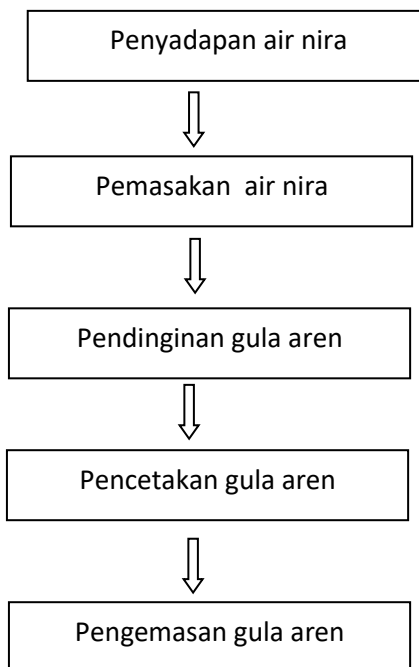 Penyadapan air nira
Pemasakan air nira
Pendinginan gula aren
Pencetakan gula aren
Pengemasan gula aren